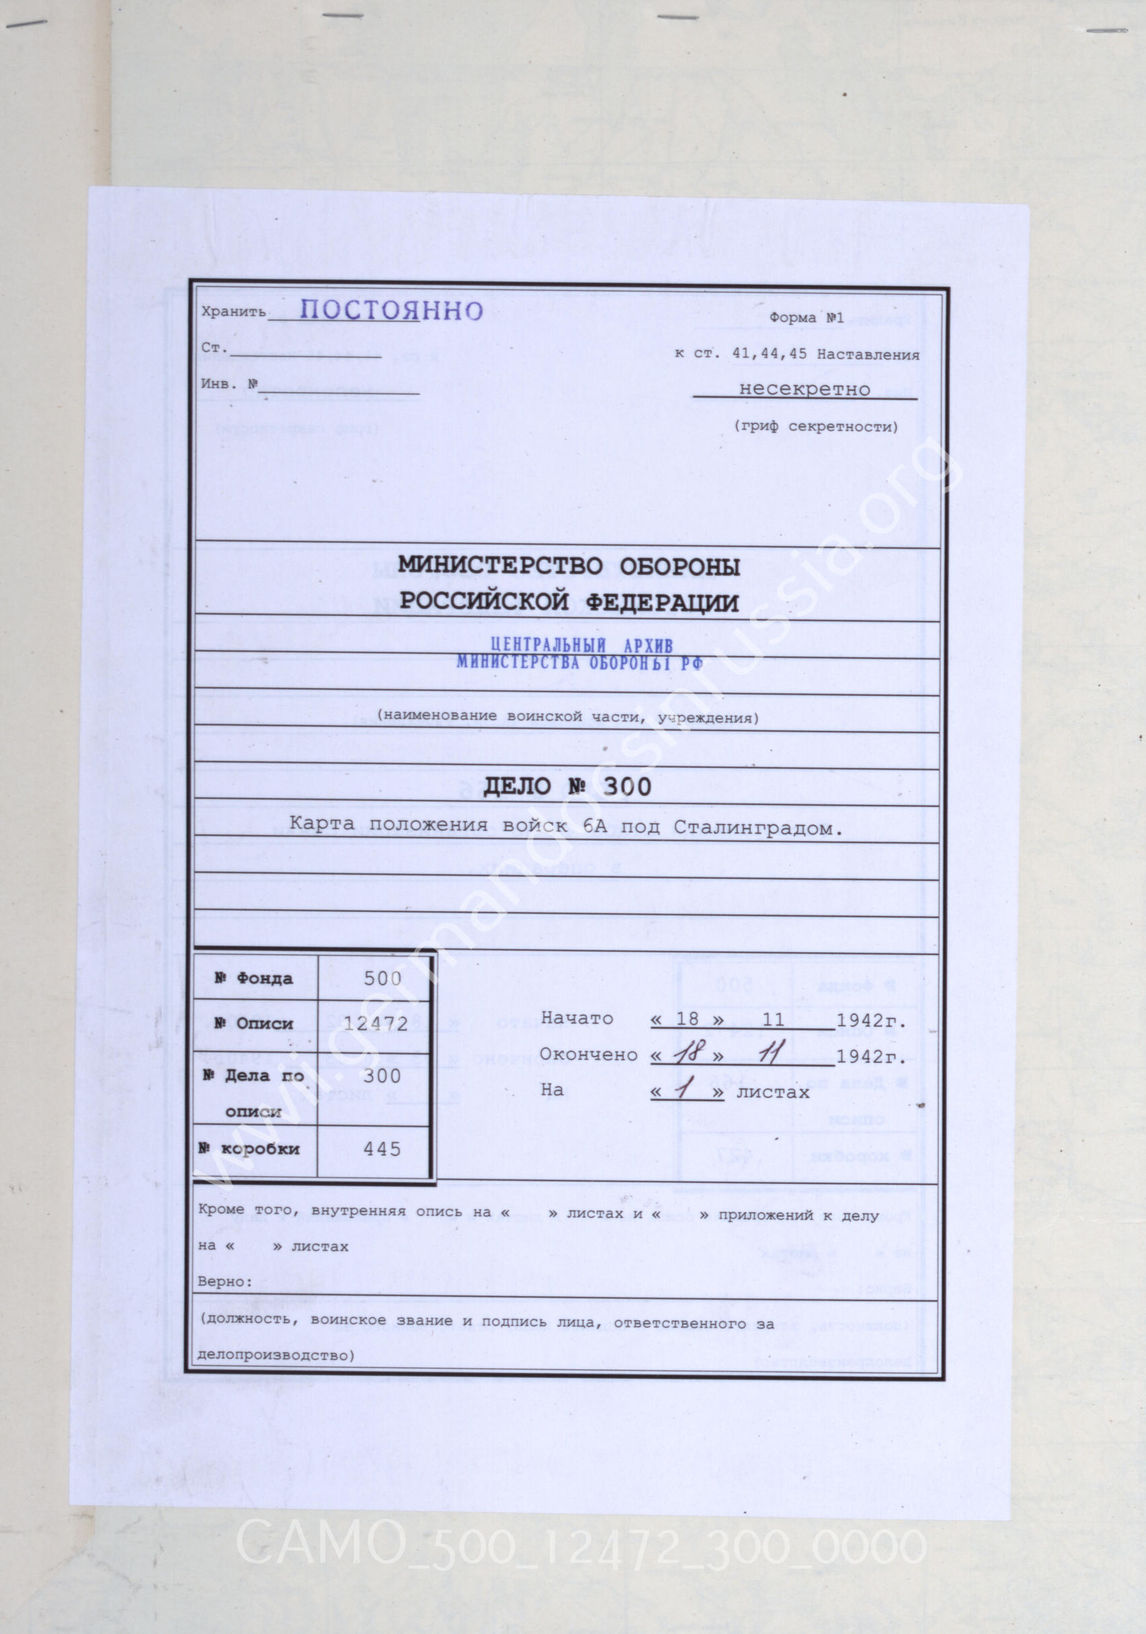 Хранить ПОСТОЯННО
Ст.
Инв. №
Форма №1
к ст. 41,44,45 Наставления
несекретно
(гриф секретности)
МИНИСТЕРСТВО ОБОРОНЫ
РОССИЙСКОЙ ФЕДЕРАЦИИ
ЦЕНТРАЛЬНЫЙ АРХИВ
МИНИСТЕРСТВА ОБОРОНЫ РФ
(наименование воинской части, учреждения)
ДЕЛО № 300
Карта положения войск 6А под Сталинградом.
№ Фонда 500
№ Описи 12472
№ Дела по
описи 300
№ коробки 445
Начато « 18 » 11 1942г.
Окончено « 18 » 11 1942г.
На « 1 » листах
Кроме того, внутренняя опись на « » листах и « » приложений к делу
на « » листах
Верно:
(должность, воинское звание и подпись лица, ответственного за
делопроизводство)
wwii.germandocsinrussia.org
CAMO_500_12472_300_0000